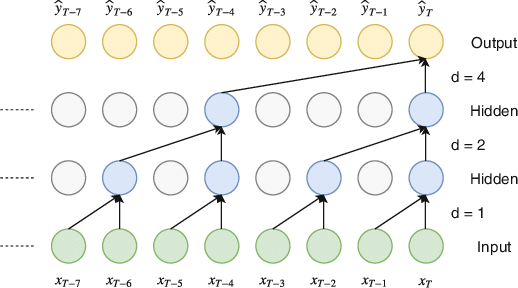 ŷ_{T−7} ŷ_{T−6} ŷ_{T−5} ŷ_{T−4} ŷ_{T−3} ŷ_{T−2} ŷ_{T−1} ŷ_T
Output
d = 4
Hidden
d = 2
Hidden
d = 1
Input
x_{T−7} x_{T−6} x_{T−5} x_{T−4} x_{T−3} x_{T−2} x_{T−1} x_T